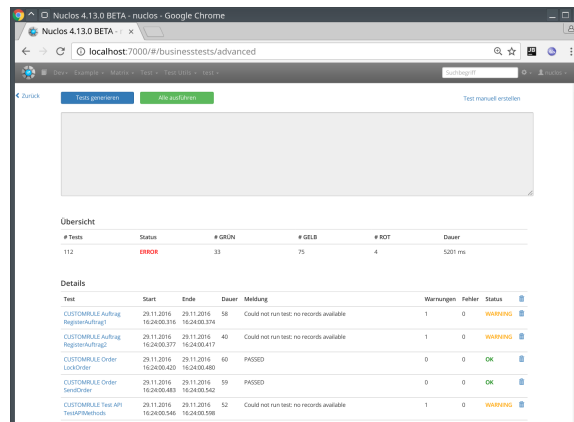 Nuclos 4.13.0 BETA - nuclos - Google Chrome
Nuclos 4.13.0 BETA -
localhost:7000/#/businesstests/advanced
Dev Example Matrix Test Test Utils test Suchbegriff nuclos
Zurück Tests generieren Alle ausführen Test manuell erstellen
Übersicht
# Tests Status # GRÜN # GELB # ROT Dauer
112 ERROR 33 75 4 5201 ms
Details
Test Start Ende Dauer Meldung Warnungen Fehler Status
CUSTOMRULE Auftrag 29.11.2016 29.11.2016 58 Could not run test: no records available 1 0 WARNING
RegisterAuftrag1 16:24:00.316 16:24:00.374
CUSTOMRULE Auftrag 29.11.2016 29.11.2016 40 Could not run test: no records available 1 0 WARNING
RegisterAuftrag2 16:24:00.377 16:24:00.417
CUSTOMRULE Order 29.11.2016 29.11.2016 60 PASSED 0 0 OK
LockOrder 16:24:00.420 16:24:00.480
CUSTOMRULE Order 29.11.2016 29.11.2016 59 PASSED 0 0 OK
SendOrder 16:24:00.483 16:24:00.542
CUSTOMRULE Test API 29.11.2016 29.11.2016 52 Could not run test: no records available 1 0 WARNING
TestAPIMethods 16:24:00.546 16:24:00.598